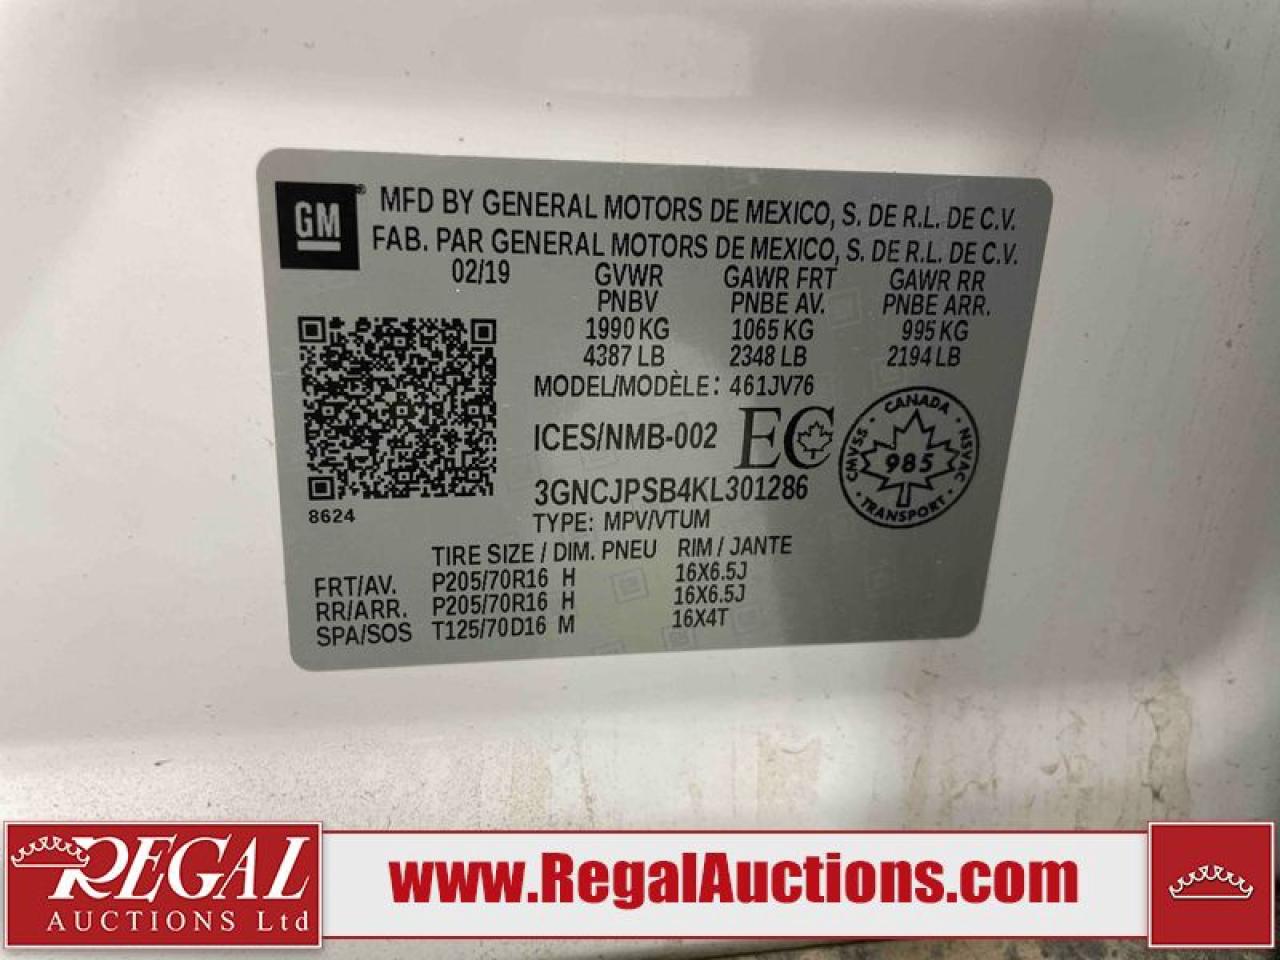 GM
MFD BY GENERAL MOTORS DE MEXICO, S. DE R.L. DE C.V.
FAB. PAR GENERAL MOTORS DE MEXICO, S. DE R.L. DE C.V.
02/19 GVWR GAWR FRT GAWR RR
PNBV PNBE AV. PNBE ARR.
1990 KG 1065 KG 995 KG
4387 LB 2348 LB 2194 LB
MODEL/MODÈLE: 461JV76
ICES/NMB-002 EC
CANADA
CMVSS · NSVAC
985
TRANSPORT
3GNCJPSB4KL301286
8624
TYPE: MPV/VTUM
TIRE SIZE / DIM. PNEU RIM / JANTE
FRT/AV. P205/70R16 H 16X6.5J
RR/ARR. P205/70R16 H 16X6.5J
SPA/SOS T125/70D16 M 16X4T
REGAL
AUCTIONS Ltd
www.RegalAuctions.com